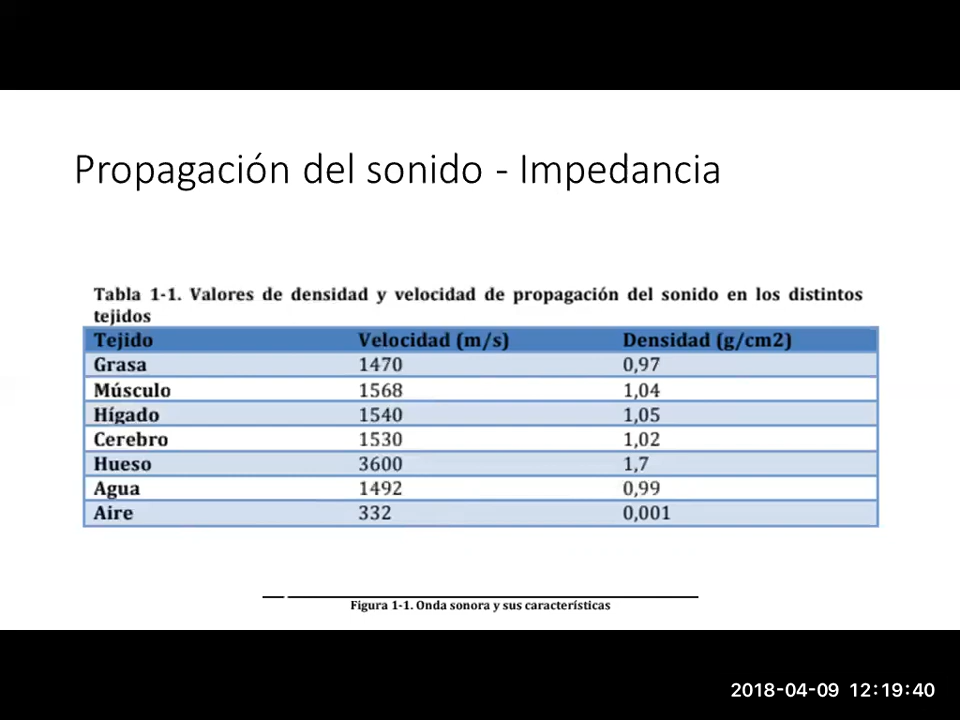 Propagación del sonido - Impedancia
Tabla 1-1. Valores de densidad y velocidad de propagación del sonido en los distintos
tejidos
Tejido Velocidad (m/s) Densidad (g/cm2)
Grasa 1470 0,97
Músculo 1568 1,04
Hígado 1540 1,05
Cerebro 1530 1,02
Hueso 3600 1,7
Agua 1492 0,99
Aire 332 0,001
Figura 1-1. Onda sonora y sus características
2018-04-09 12:19:40